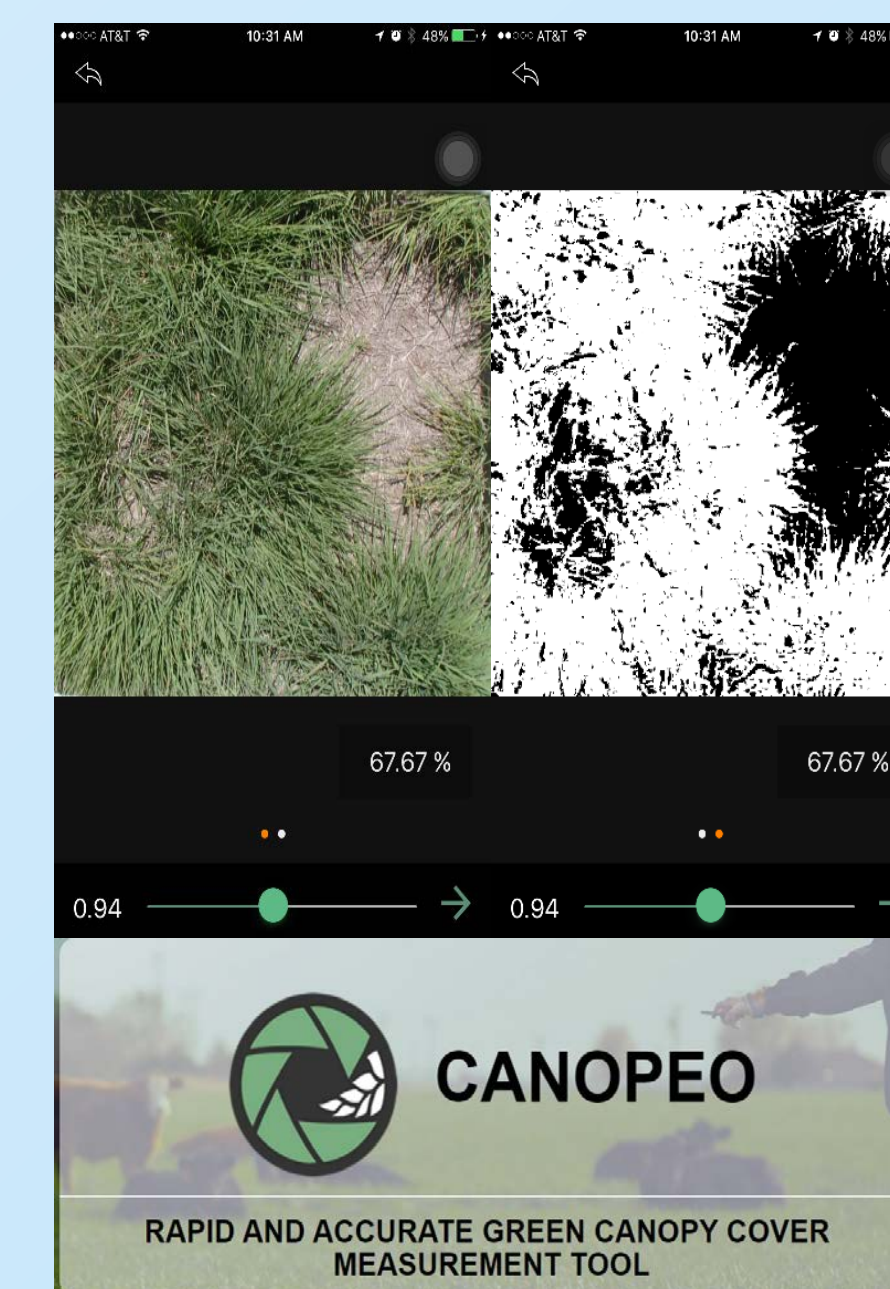 AT&T 10:31 AM 48% AT&T 10:31 AM 48%
67.67 % 67.67 %
0.94 0.94
CANOPEO
RAPID AND ACCURATE GREEN CANOPY COVER
MEASUREMENT TOOL